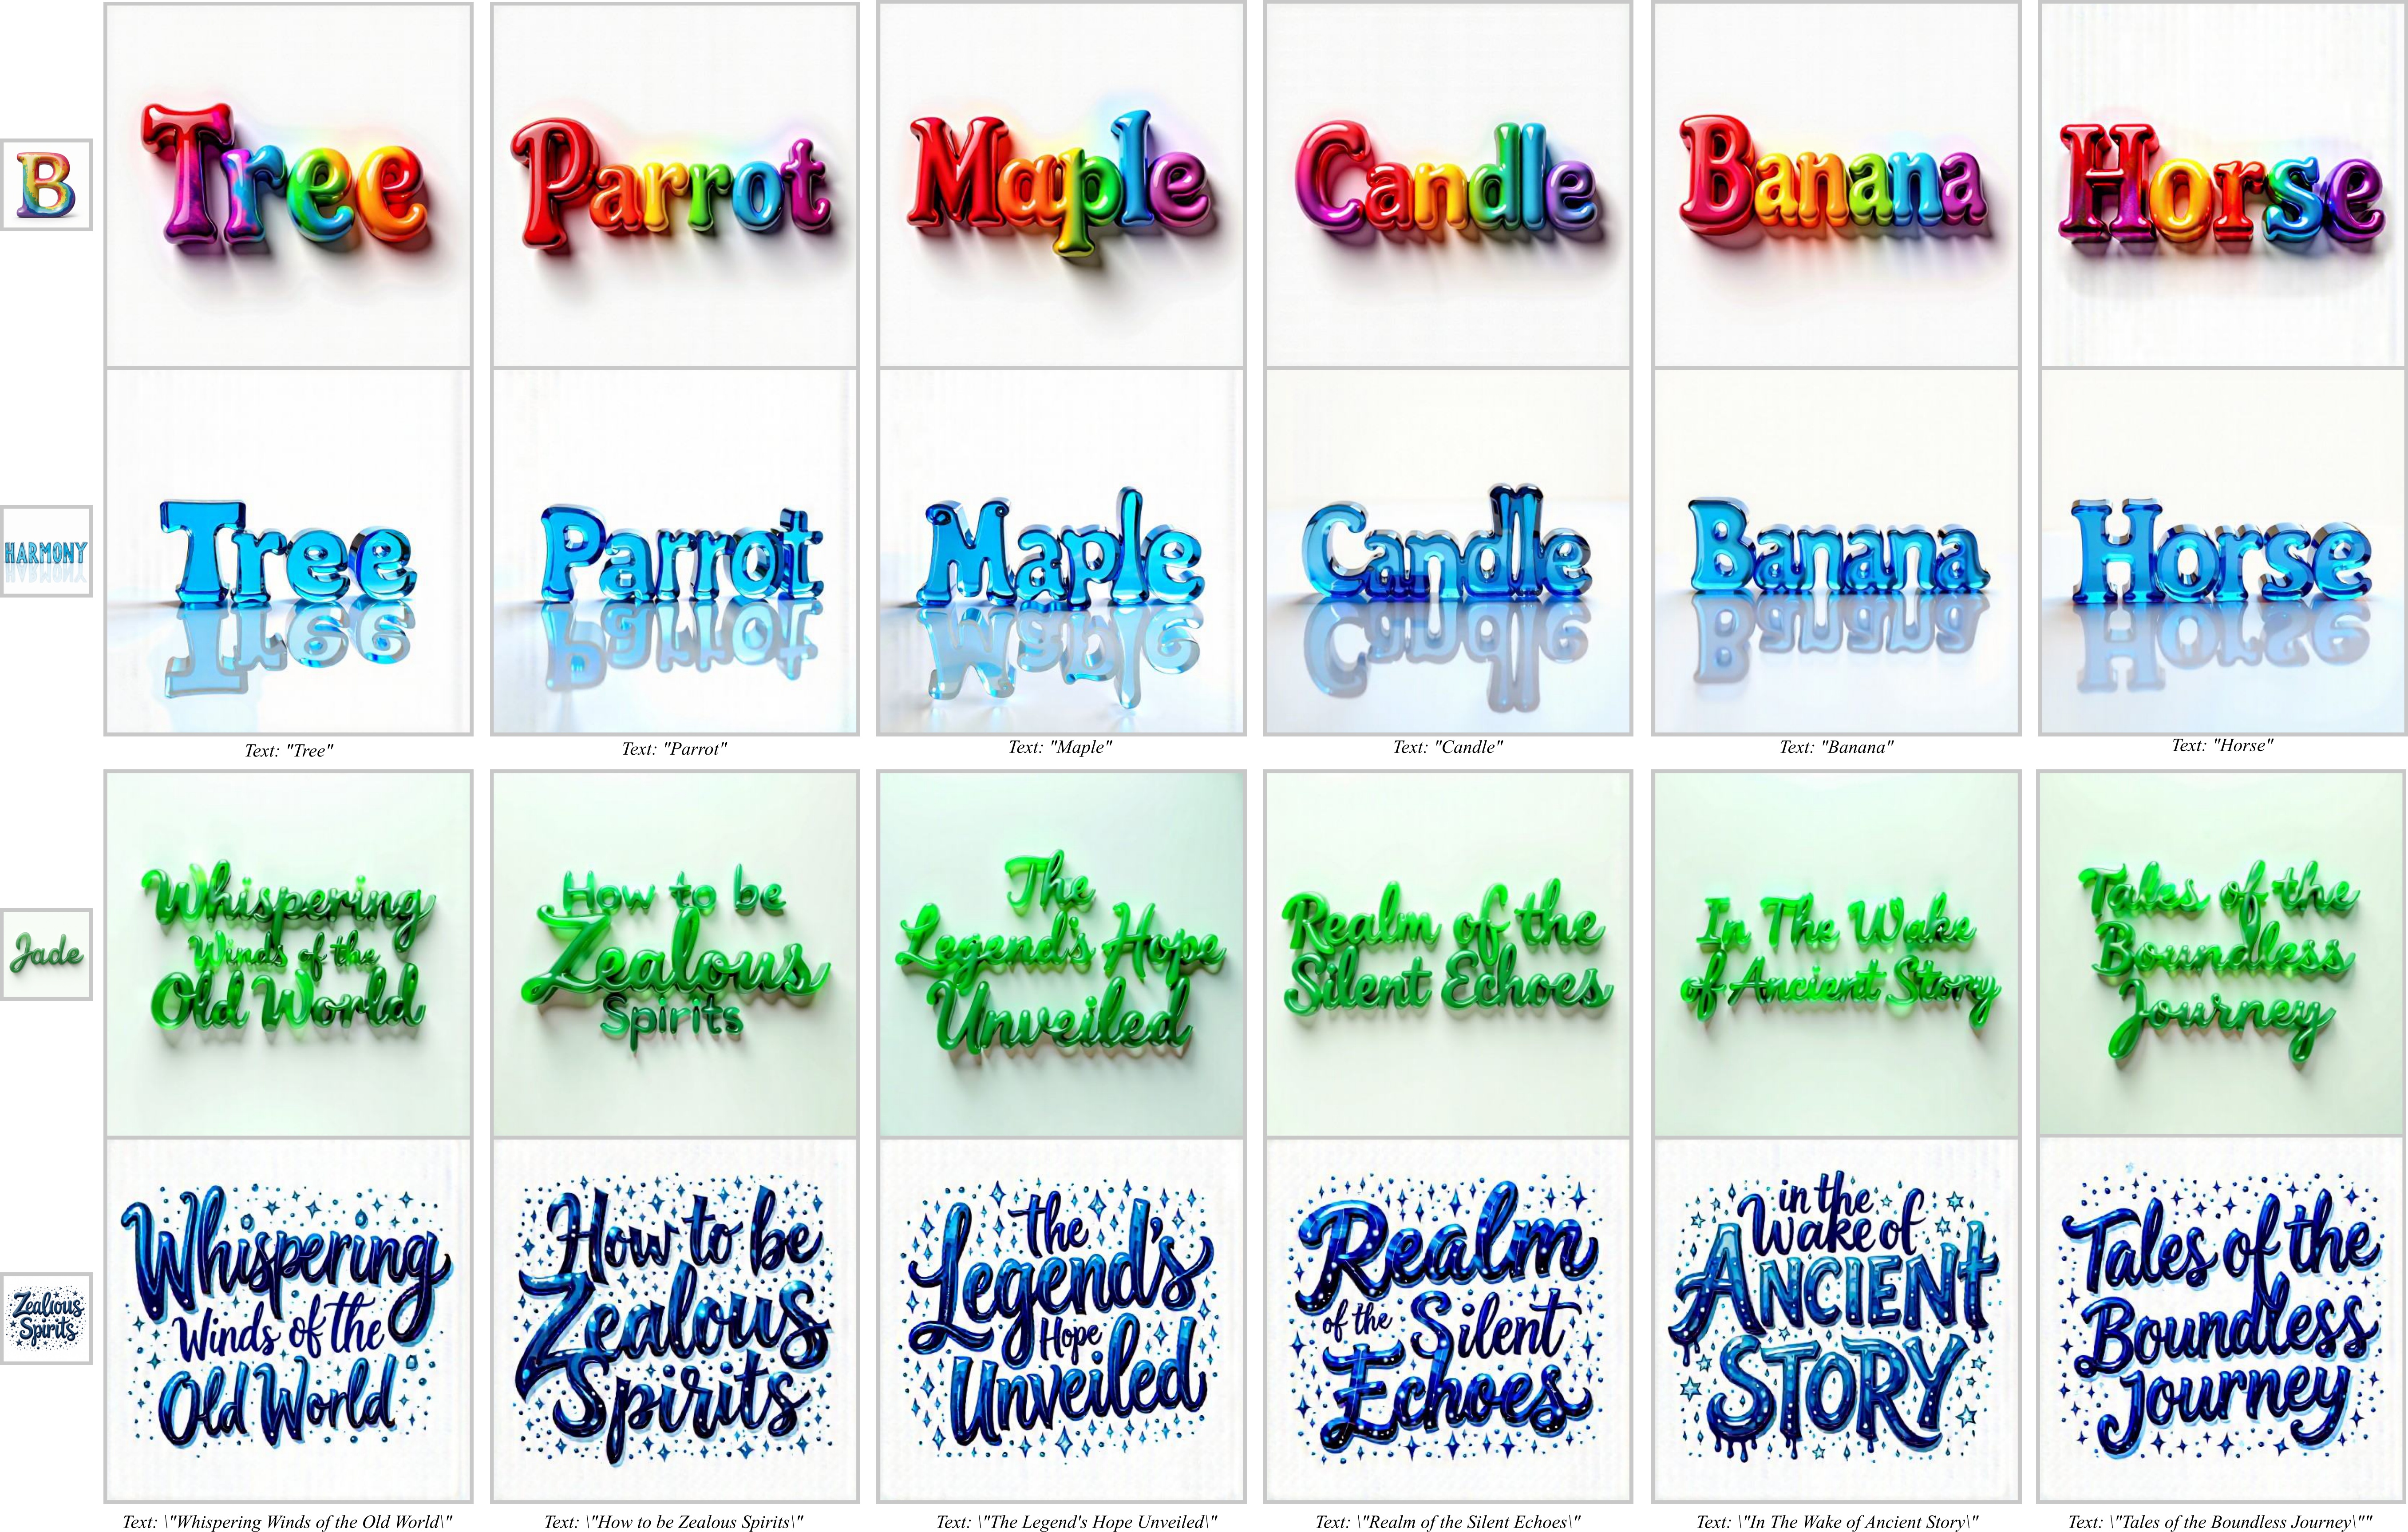 B
Tree
Parrot
Maple
Candle
Banana
Horse
HARMONY
Tree
Parrot
Maple
Candle
Banana
Horse
Text: "Tree"
Text: "Parrot"
Text: "Maple"
Text: "Candle"
Text: "Banana"
Text: "Horse"
Jade
Whispering
Winds of the
Old World
How to be
Zealous
Spirits
The
Legend's Hope
Unveiled
Realm of the
Silent Echoes
In The Wake
of Ancient Story
Tales of the
Boundless
Journey
Zealous
Spirits
Whispering
Winds of the
Old World
How to be
Zealous
Spirits
the
Legend's
Hope
Unveiled
Realm
of the Silent
Echoes
in the
Wake of
ANCIENt
STORY
Tales of the
Boundless
Journey
Text: \"Whispering Winds of the Old World\"
Text: \"How to be Zealous Spirits\"
Text: \"The Legend's Hope Unveiled\"
Text: \"Realm of the Silent Echoes\"
Text: \"In The Wake of Ancient Story\"
Text: \"Tales of the Boundless Journey\""